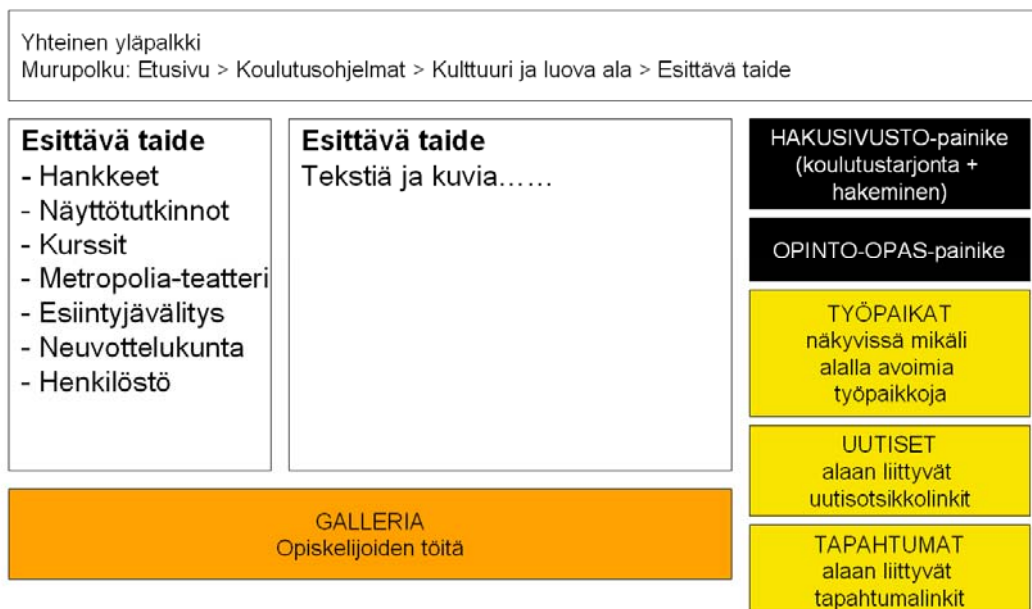 Yhteinen yläpalkki
Murupolku: Etusivu > Koulutusohjelmat > Kulttuuri ja luova ala > Esittävä taide
Esittävä taide
- Hankkeet
- Näyttötutkinnot
- Kurssit
- Metropolia-teatteri
- Esiintyjävälitys
- Neuvottelukunta
- Henkilöstö
Esittävä taide
Tekstiä ja kuvia……
HAKUSIVUSTO-painike
(koulutustarjonta +
hakeminen)
OPINTO-OPAS-painike
TYÖPAIKAT
näkyvissä mikäli
alalla avoimia
työpaikkoja
UUTISET
alaan liittyvät
uutisotsikkolinkit
TAPAHTUMAT
alaan liittyvät
tapahtumalinkit
GALLERIA
Opiskelijoiden töitä